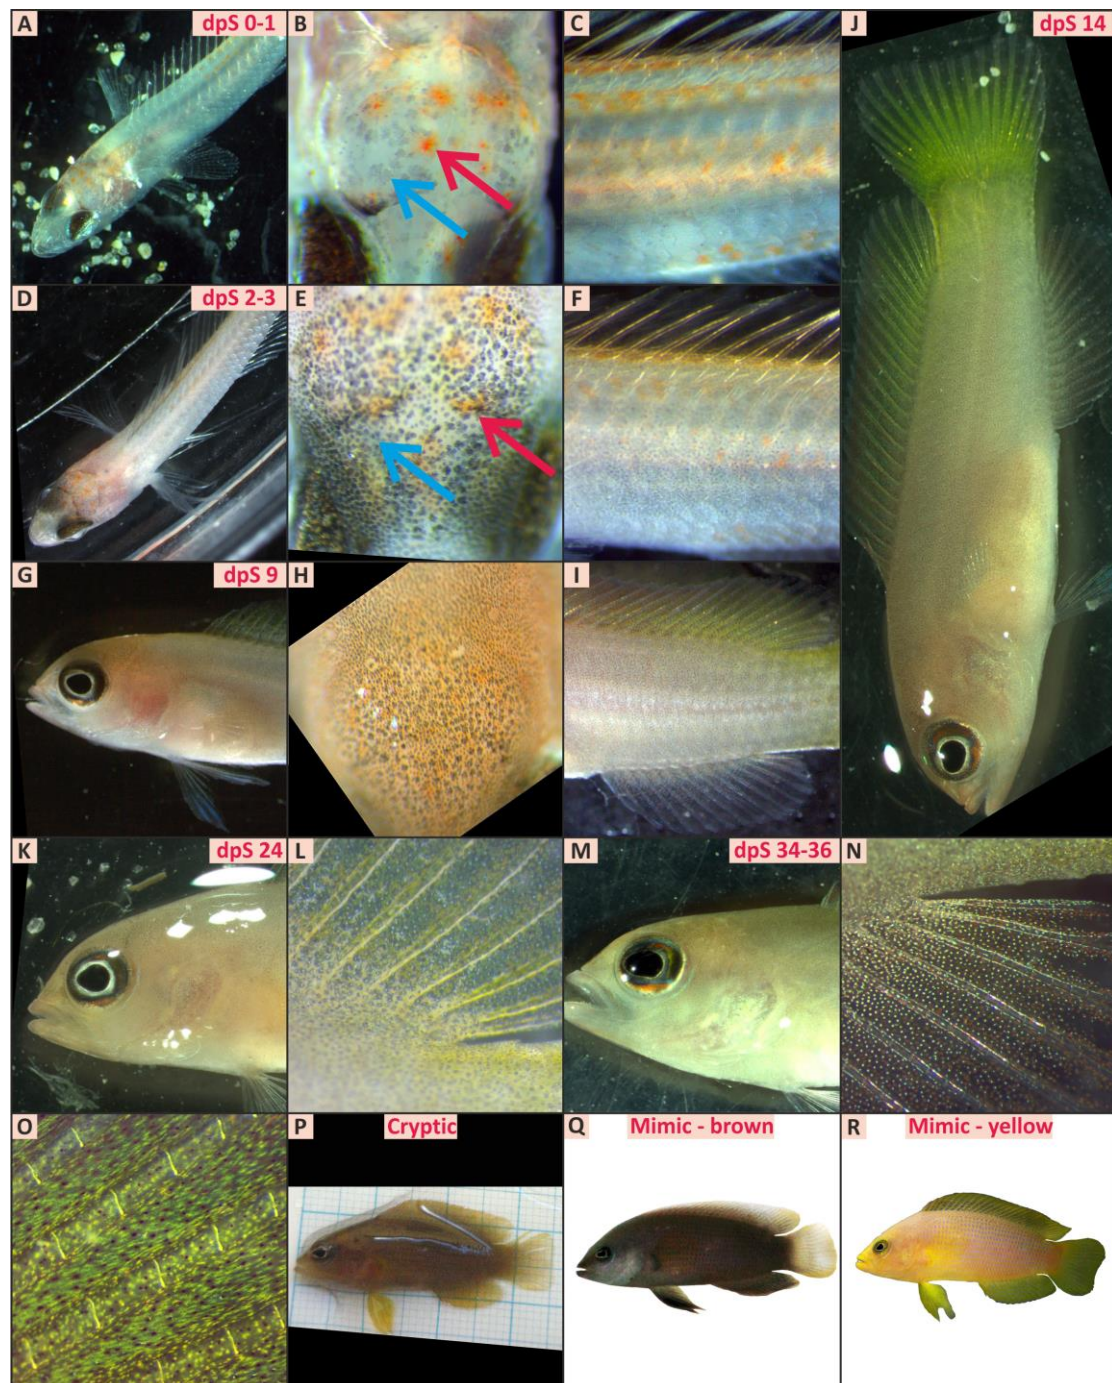 A dpS 0-1 B C J dpS 14
D dpS 2-3 E F
G dpS 9 H I
K dpS 24 L M dpS 34-36 N
O P Cryptic Q Mimic - brown R Mimic - yellow